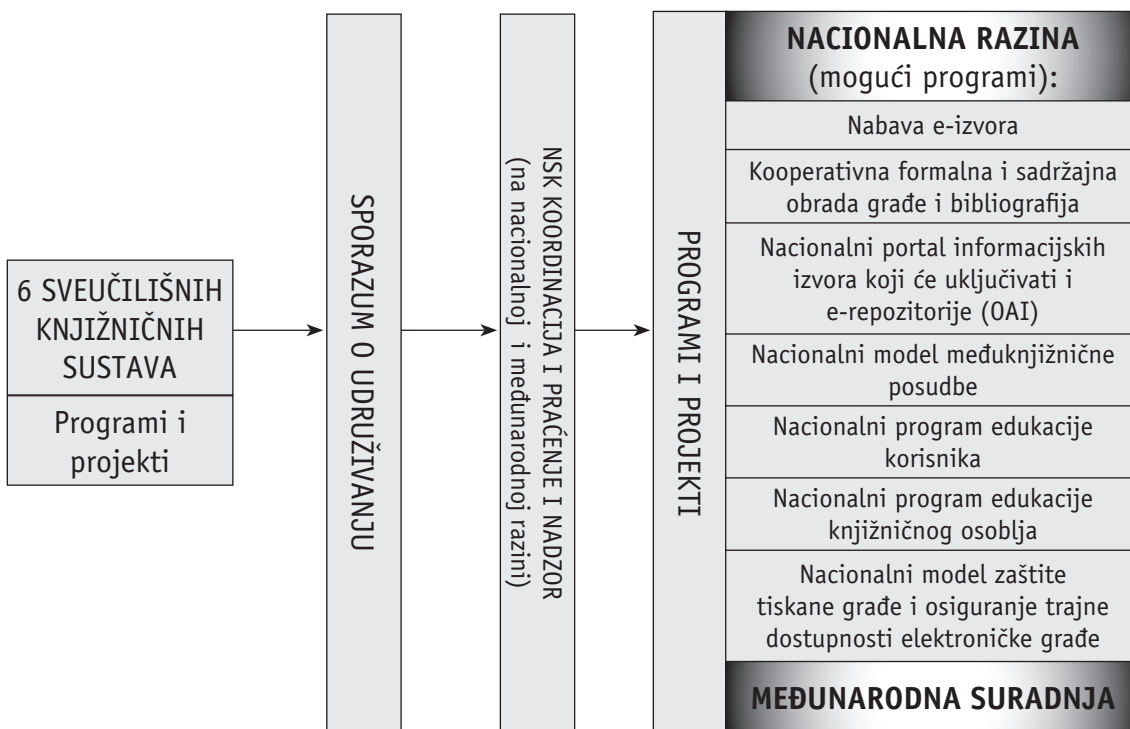 6 SVEUČILIŠNIH
KNJIŽNIČNIH
SUSTAVA
Programi i
projekti
SPORAZUM O UDRUŽIVANJU
NSK KOORDINACIJA I PRAĆENJE I NADZOR
(na nacionalnoj i međunarodnoj razini)
PROGRAMI I PROJEKTI
NACIONALNA RAZINA
(mogući programi):
Nabava e-izvora
Kooperativna formalna i sadržajna
obrada građe i bibliografija
Nacionalni portal informacijskih
izvora koji će uključivati i
e-repozitorije (OAI)
Nacionalni model međuknjižnične
posudbe
Nacionalni program edukacije
korisnika
Nacionalni program edukacije
knjižničnog osoblja
Nacionalni model zaštite
tiskane građe i osiguranje trajne
dostupnosti elektroničke građe
MEĐUNARODNA SURADNJA